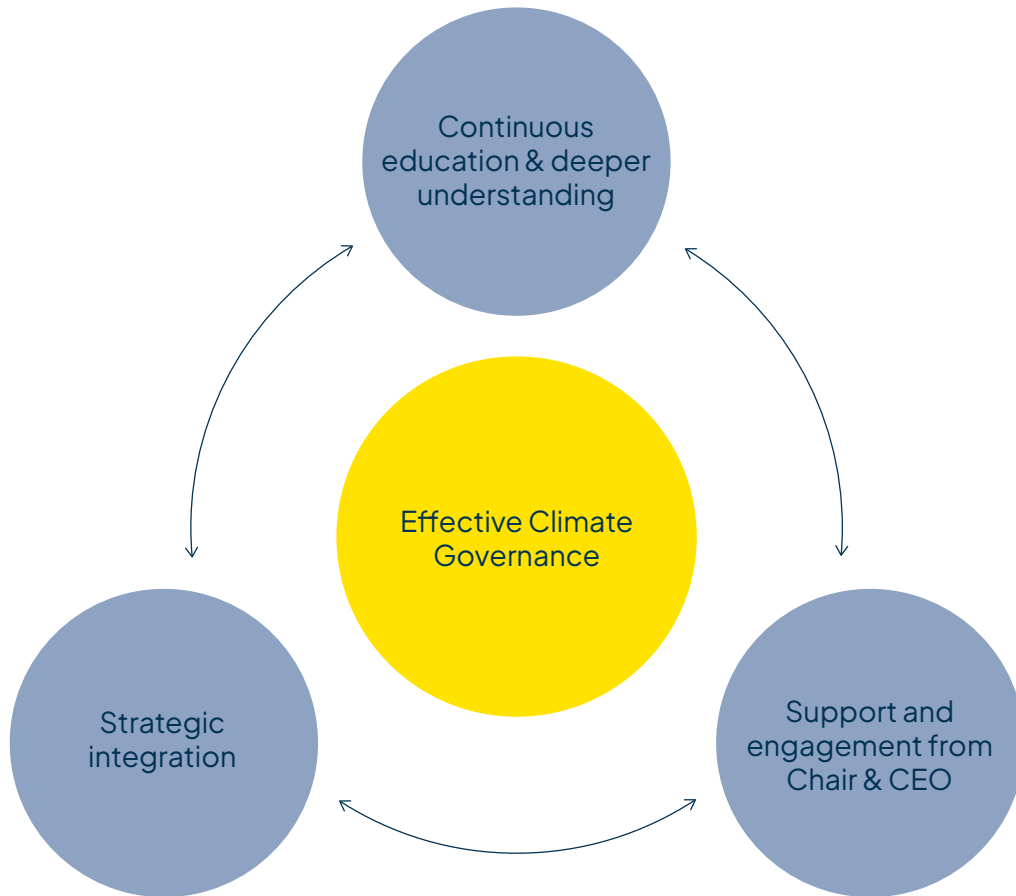 Continuous
education & deeper
understanding
Effective Climate
Governance
Strategic
integration
Support and
engagement from
Chair & CEO